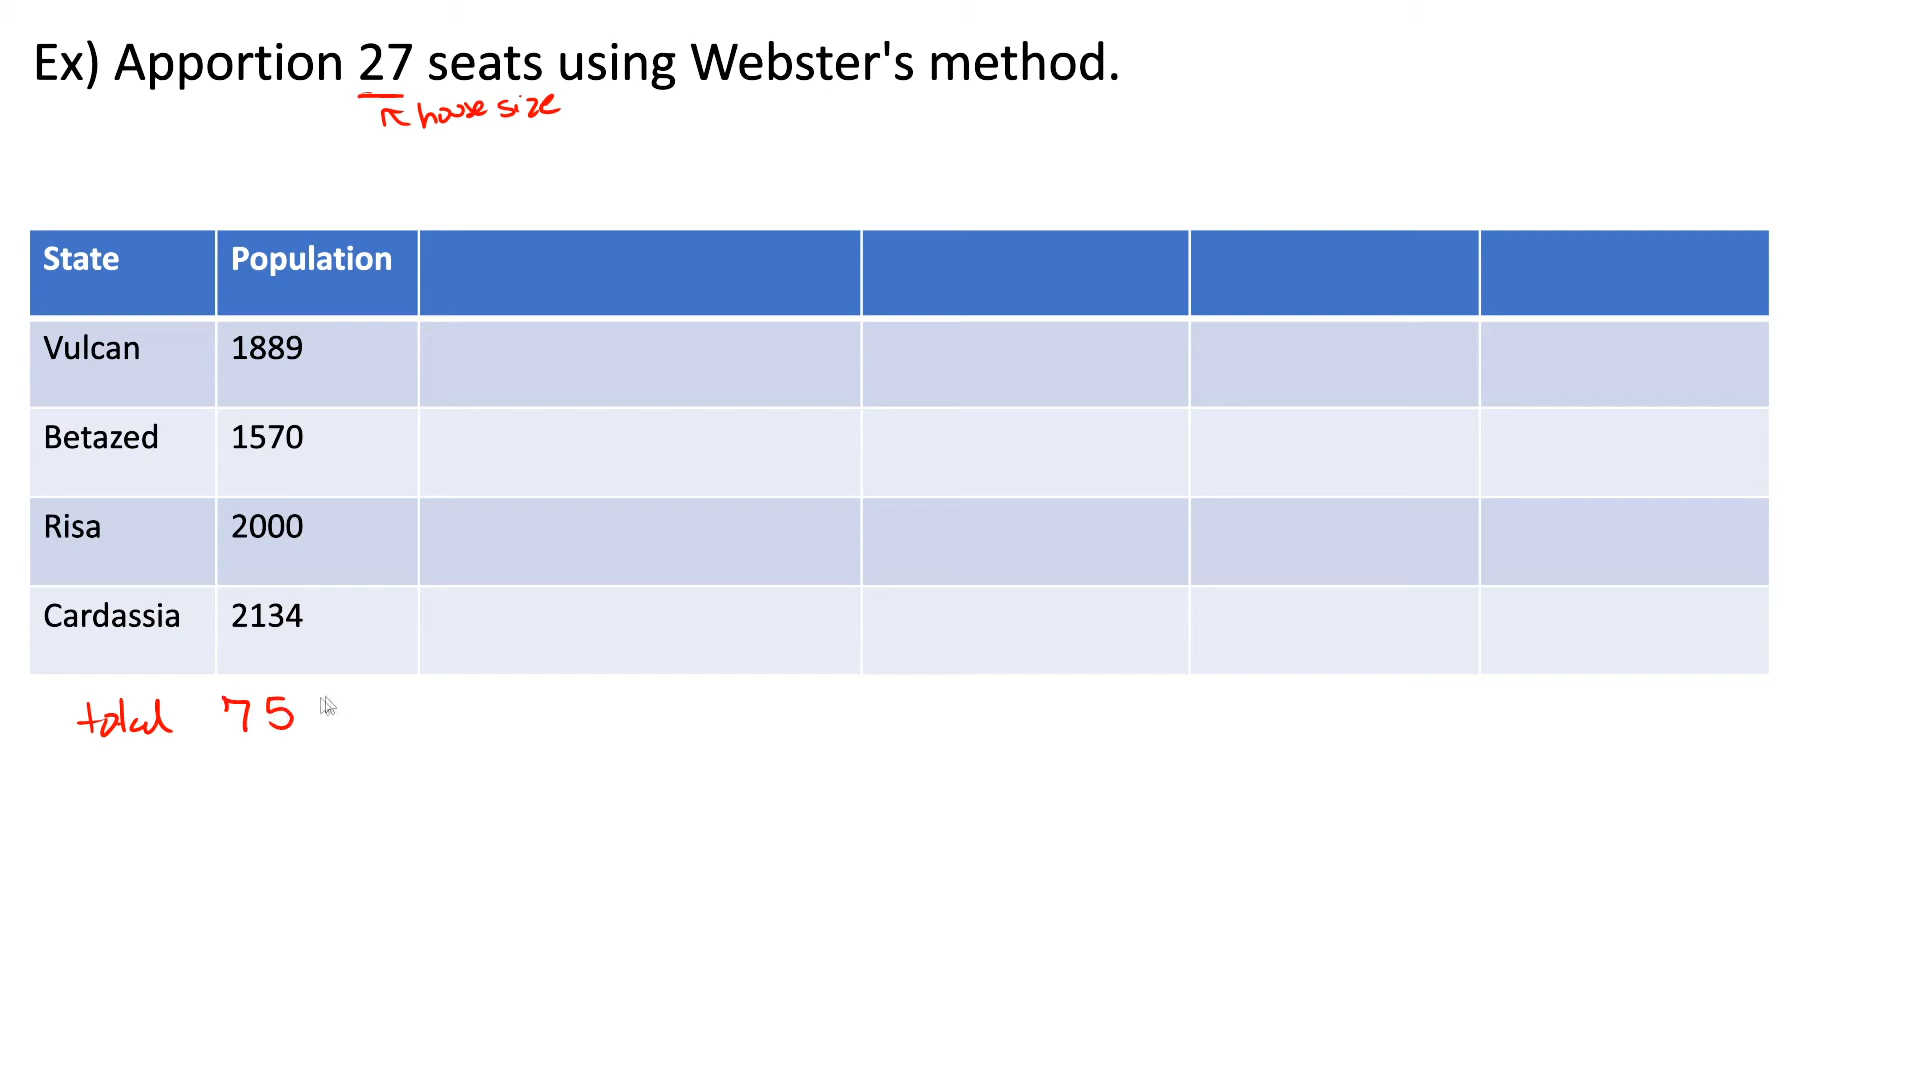 Ex) Apportion 27 seats using Webster's method.
house size
State Population
Vulcan 1889
Betazed 1570
Risa 2000
Cardassia 2134
total 75